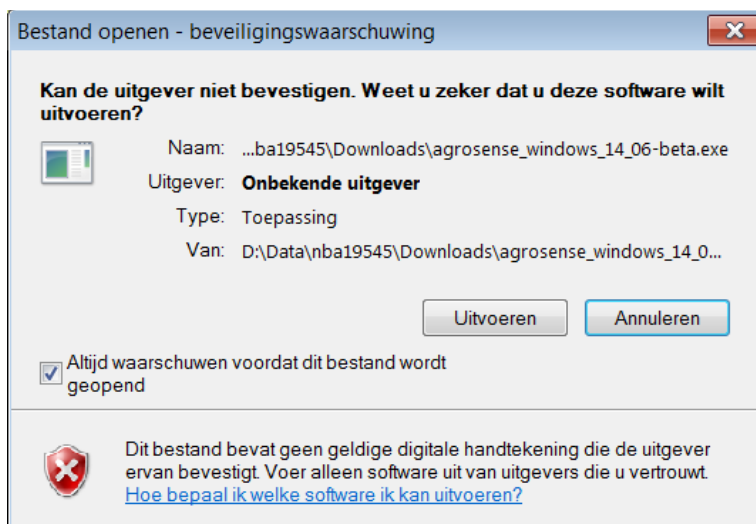 Bestand openen - beveiligingswaarschuwing
Kan de uitgever niet bevestigen. Weet u zeker dat u deze software wilt
uitvoeren?
Naam: ...ba19545\Downloads\agrosense_windows_14_06-beta.exe
Uitgever: Onbekende uitgever
Type: Toepassing
Van: D:\Data\nba19545\Downloads\agrosense_windows_14_0...
Uitvoeren Annuleren
Altijd waarschuwen voordat dit bestand wordt
geopend
Dit bestand bevat geen geldige digitale handtekening die de uitgever
ervan bevestigt. Voer alleen software uit van uitgevers die u vertrouwt.
Hoe bepaal ik welke software ik kan uitvoeren?